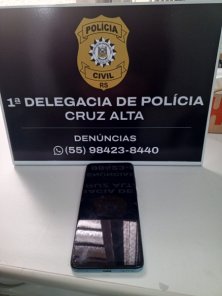 POLÍCIA
CIVIL
RS
1ª DELEGACIA DE POLÍCIA
CRUZ ALTA
DENÚNCIAS
(55) 98423-8440